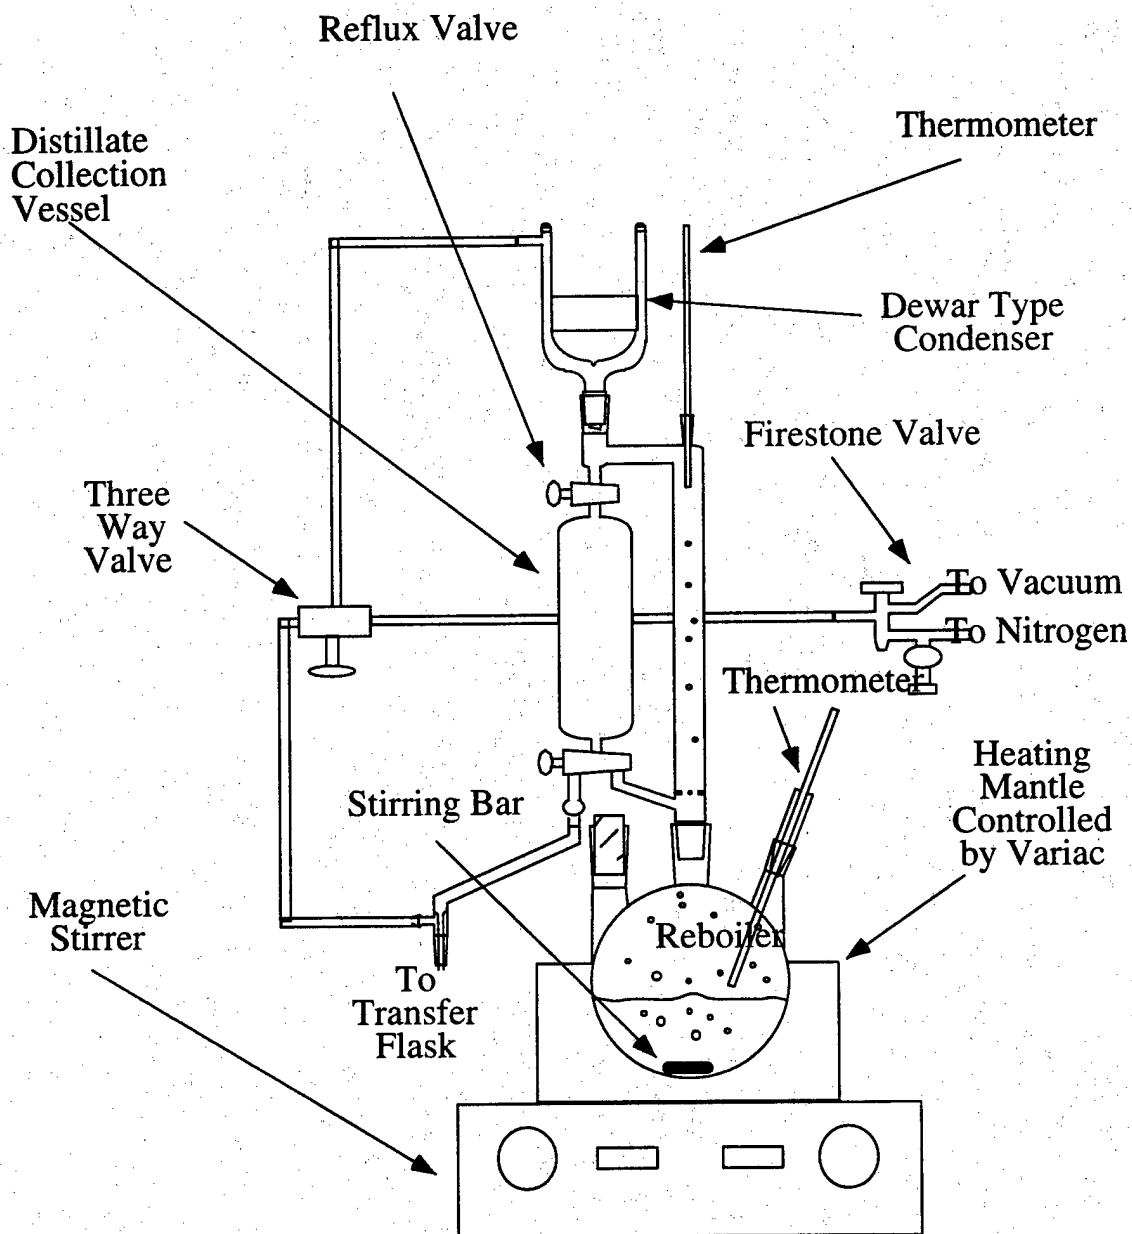 Reflux Valve
Thermometer
Distillate
Collection
Vessel
Dewar Type
Condenser
Firestone Valve
Three
Way
Valve
To Vacuum
To Nitrogen
Thermometer
Heating
Mantle
Controlled
by Variac
Stirring Bar
Magnetic
Stirrer
Reboiler
To
Transfer
Flask